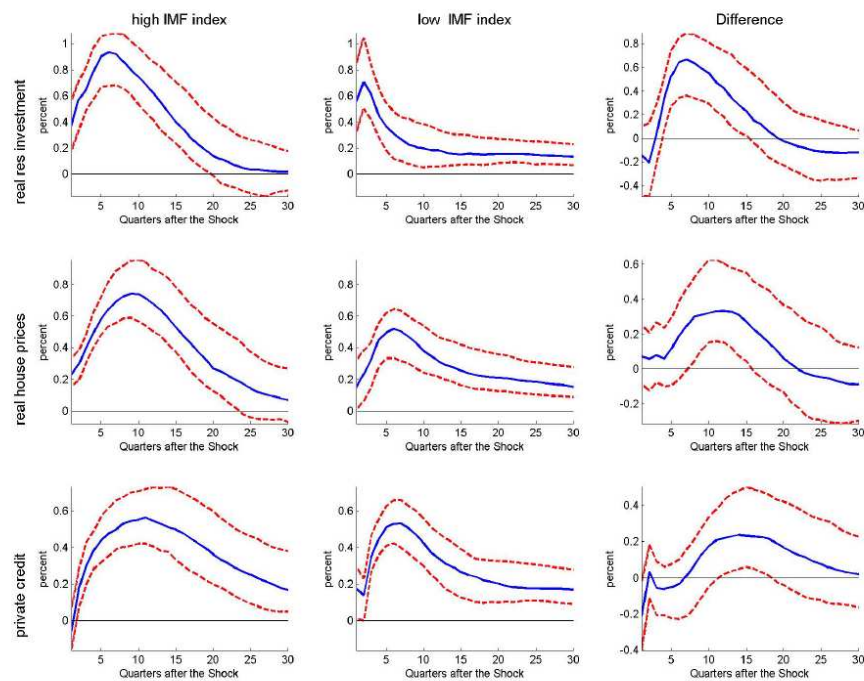 high IMF index
low IMF index
Difference
real res investment
percent
1
0.8
0.6
0.4
0.2
0
5 10 15 20 25 30
Quarters after the Shock
percent
1
0.8
0.6
0.4
0.2
0
5 10 15 20 25 30
Quarters after the Shock
percent
0.8
0.6
0.4
0.2
0
-0.2
-0.4
5 10 15 20 25 30
Quarters after the Shock
real house prices
percent
0.8
0.6
0.4
0.2
0
5 10 15 20 25 30
Quarters after the Shock
percent
0.8
0.6
0.4
0.2
0
5 10 15 20 25 30
Quarters after the Shock
percent
0.6
0.4
0.2
0
-0.2
5 10 15 20 25 30
Quarters after the Shock
private credit
percent
0.6
0.4
0.2
0
5 10 15 20 25 30
Quarters after the Shock
percent
0.6
0.4
0.2
0
5 10 15 20 25 30
Quarters after the Shock
percent
0.4
0.2
0
-0.2
-0.4
5 10 15 20 25 30
Quarters after the Shock